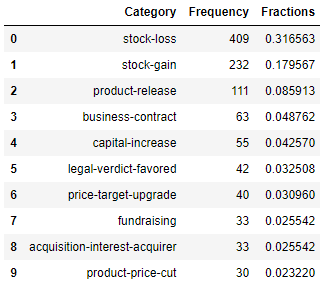 Category Frequency Fractions
0 stock-loss 409 0.316563
1 stock-gain 232 0.179567
2 product-release 111 0.085913
3 business-contract 63 0.048762
4 capital-increase 55 0.042570
5 legal-verdict-favored 42 0.032508
6 price-target-upgrade 40 0.030960
7 fundraising 33 0.025542
8 acquisition-interest-acquirer 33 0.025542
9 product-price-cut 30 0.023220